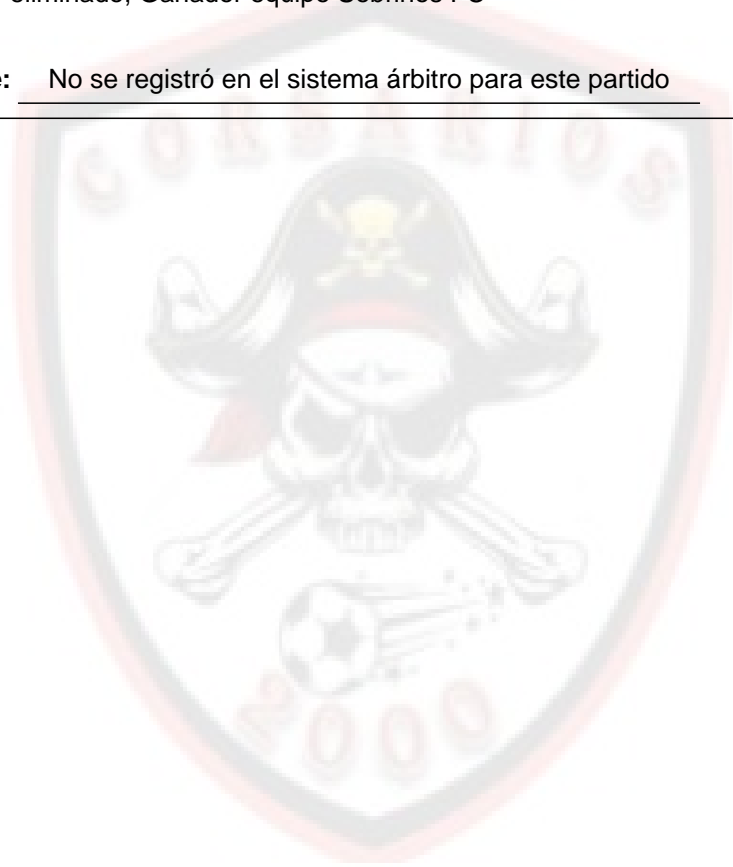 eliminado, Ganador equipo Sobrinos FC
: No se registró en el sistema árbitro para este partido
CORSARIOS
2000